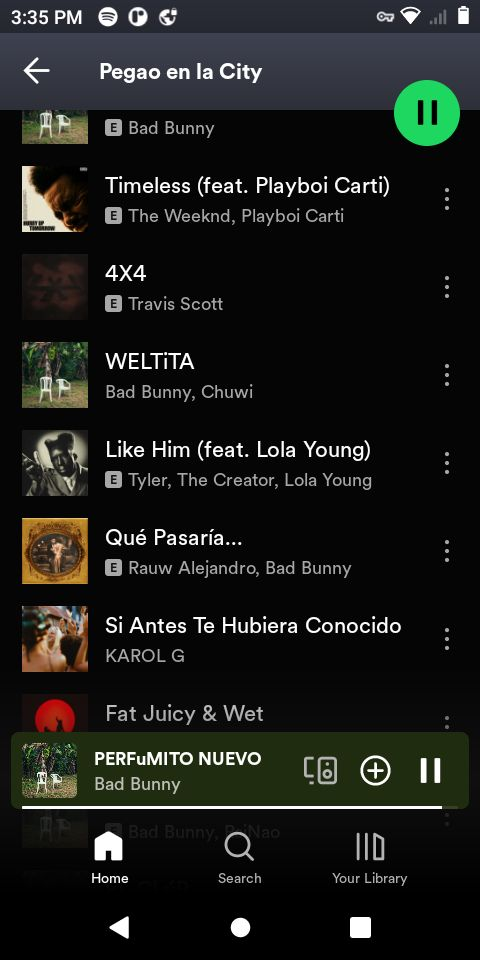 3:35 PM
Pegao en la City
E Bad Bunny
Timeless (feat. Playboi Carti)
E The Weeknd, Playboi Carti
4X4
E Travis Scott
WELTiTA
Bad Bunny, Chuwi
Like Him (feat. Lola Young)
E Tyler, The Creator, Lola Young
Qué Pasaría...
E Rauw Alejandro, Bad Bunny
Si Antes Te Hubiera Conocido
KAROL G
Fat Juicy & Wet
PERFuMITO NUEVO
Bad Bunny
E Bad Bunny, RaiNao
Home
Search
Your Library